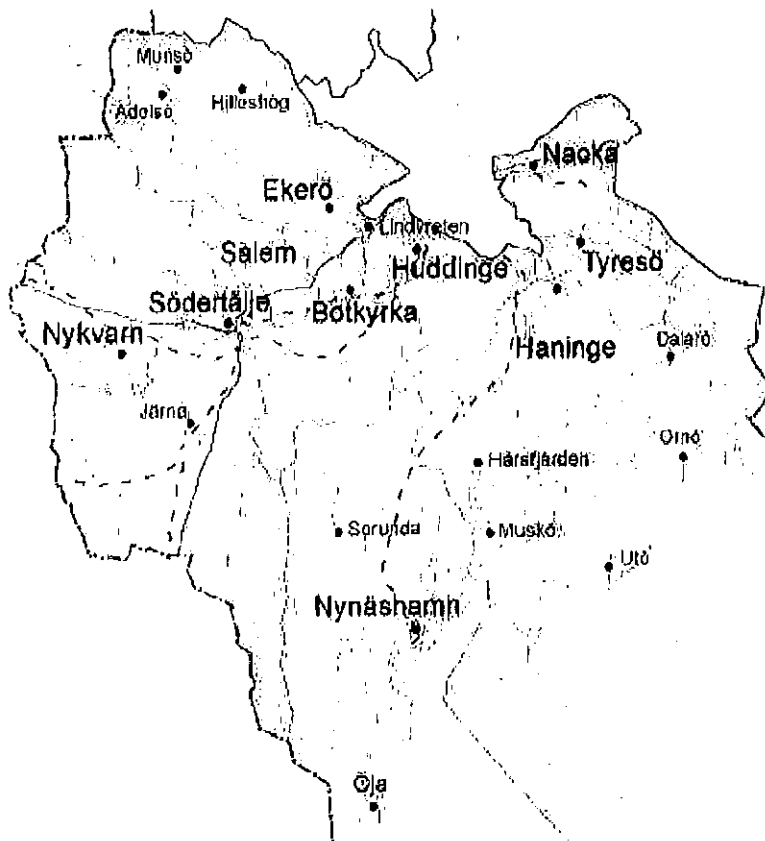 Munsö
Adelsö
Hilleshög
Nacka
Ekerö
Lindvreten
Salem
Huddinge
Tyresö
Södertälje
Botkyrka
Nykvarn
Haninge
Dalarö
Järna
Ornö
Hårsfjärden
Sorunda
Muskö
Utö
Nynäshamn
Öja